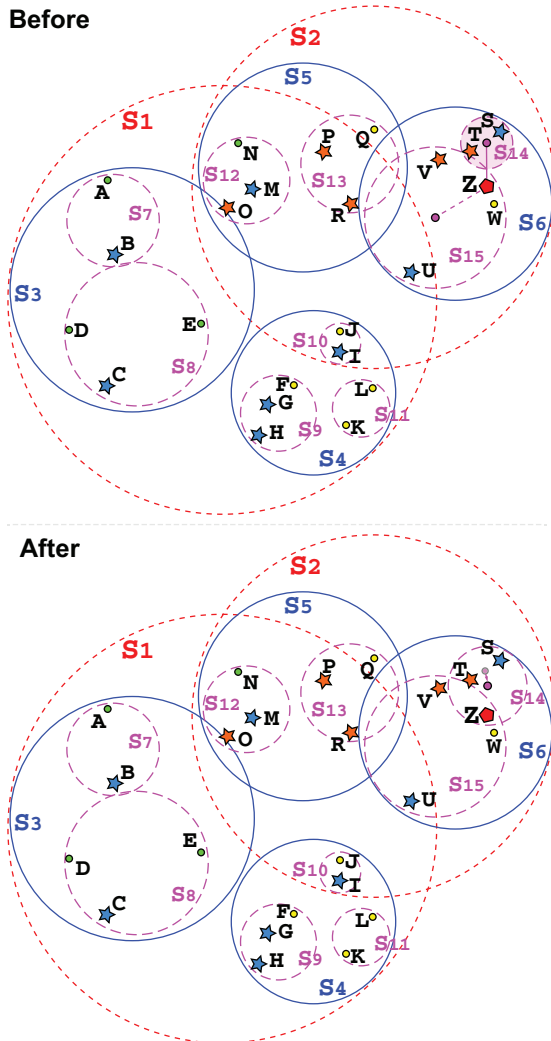 Before
S2
S5
S1
S
P
Q
T
N
S14
V
S12
S13
Z
A
M
O
R
W
S7
S6
B
S15
U
S3
E
D
J
S10
I
S8
C
F
L
G
S11
H
S9
K
S4
After
S2
S5
S1
S
P
Q
T
N
V
S14
S12
S13
A
M
Z
O
R
W
S7
S6
B
S15
U
S3
E
D
J
S10
I
S8
C
F
L
G
S11
H
S9
K
S4